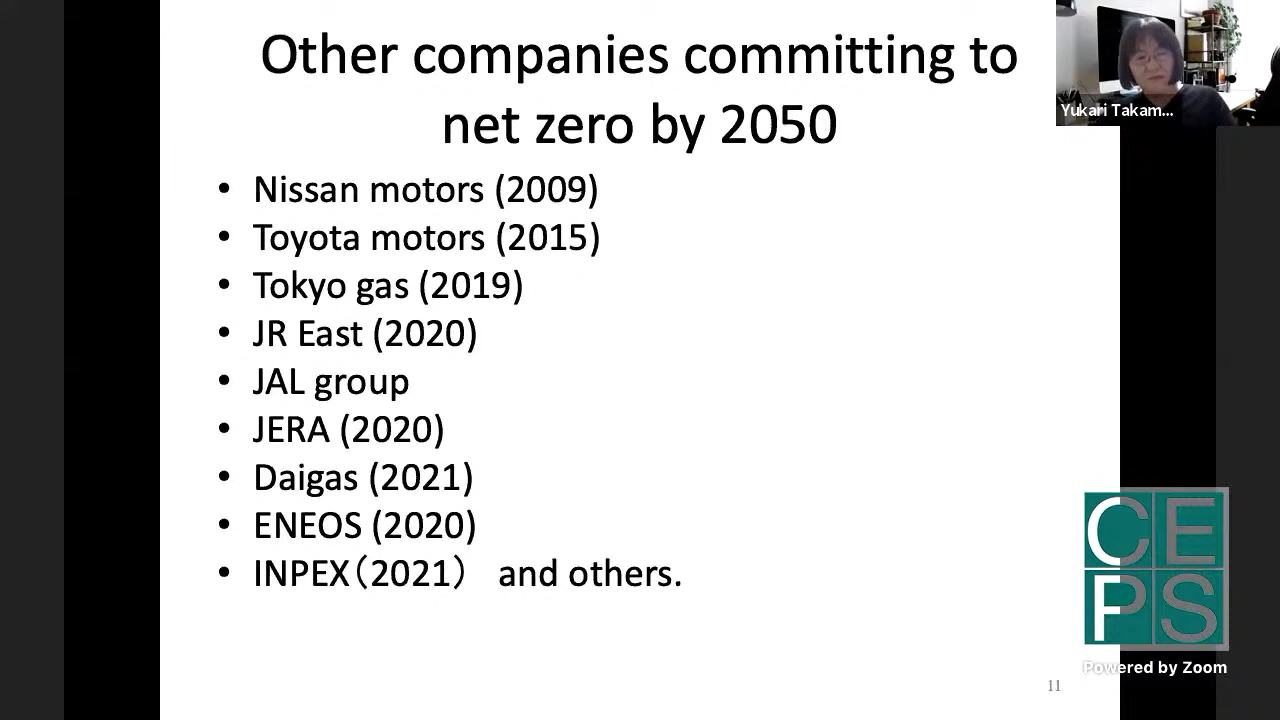 Other companies committing to
net zero by 2050
Yukari Takam...
• Nissan motors (2009)
• Toyota motors (2015)
• Tokyo gas (2019)
• JR East (2020)
• JAL group
• JERA (2020)
• Daigas (2021)
• ENEOS (2020)
• INPEX（2021） and others.
CE
PS
Powered by Zoom
11